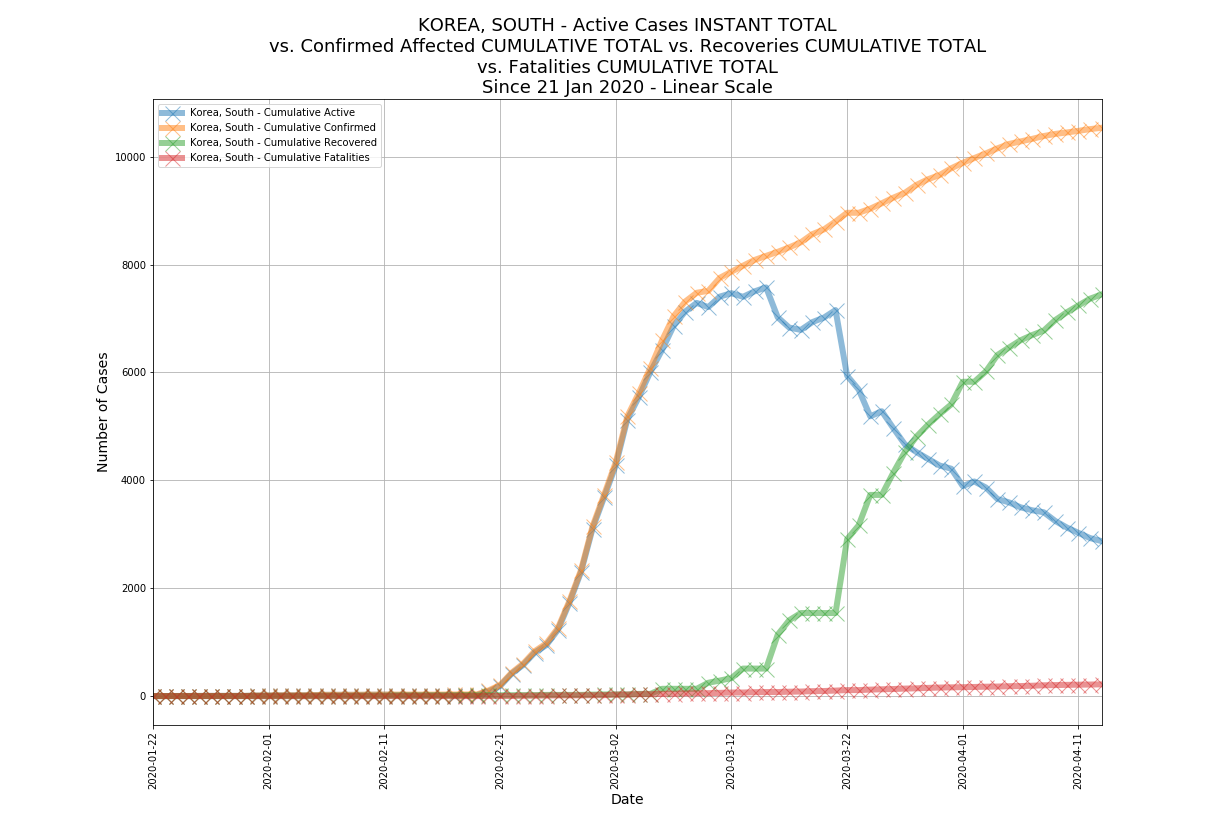 KOREA, SOUTH - Active Cases INSTANT TOTAL
vs. Confirmed Affected CUMULATIVE TOTAL vs. Recoveries CUMULATIVE TOTAL
vs. Fatalities CUMULATIVE TOTAL
Since 21 Jan 2020 - Linear Scale
Korea, South - Cumulative Active
Korea, South - Cumulative Confirmed
Korea, South - Cumulative Recovered
Korea, South - Cumulative Fatalities
Number of Cases
10000
8000
6000
4000
2000
0
2020-01-22
2020-02-01
2020-02-11
2020-02-21
2020-03-02
2020-03-12
2020-03-22
2020-04-01
2020-04-11
Date